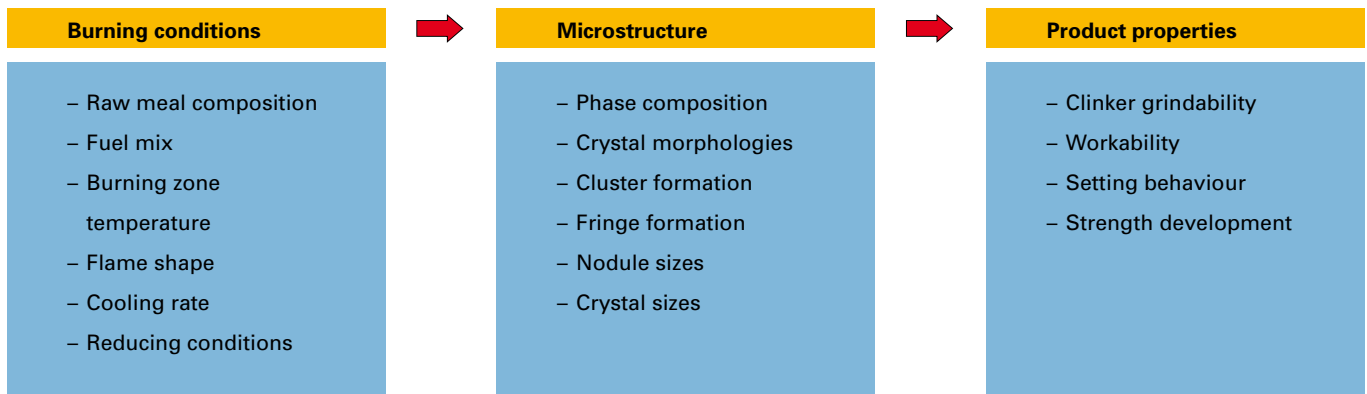 Burning conditions
– Raw meal composition
– Fuel mix
– Burning zone
temperature
– Flame shape
– Cooling rate
– Reducing conditions
Microstructure
– Phase composition
– Crystal morphologies
– Cluster formation
– Fringe formation
– Nodule sizes
– Crystal sizes
Product properties
– Clinker grindability
– Workability
– Setting behaviour
– Strength development